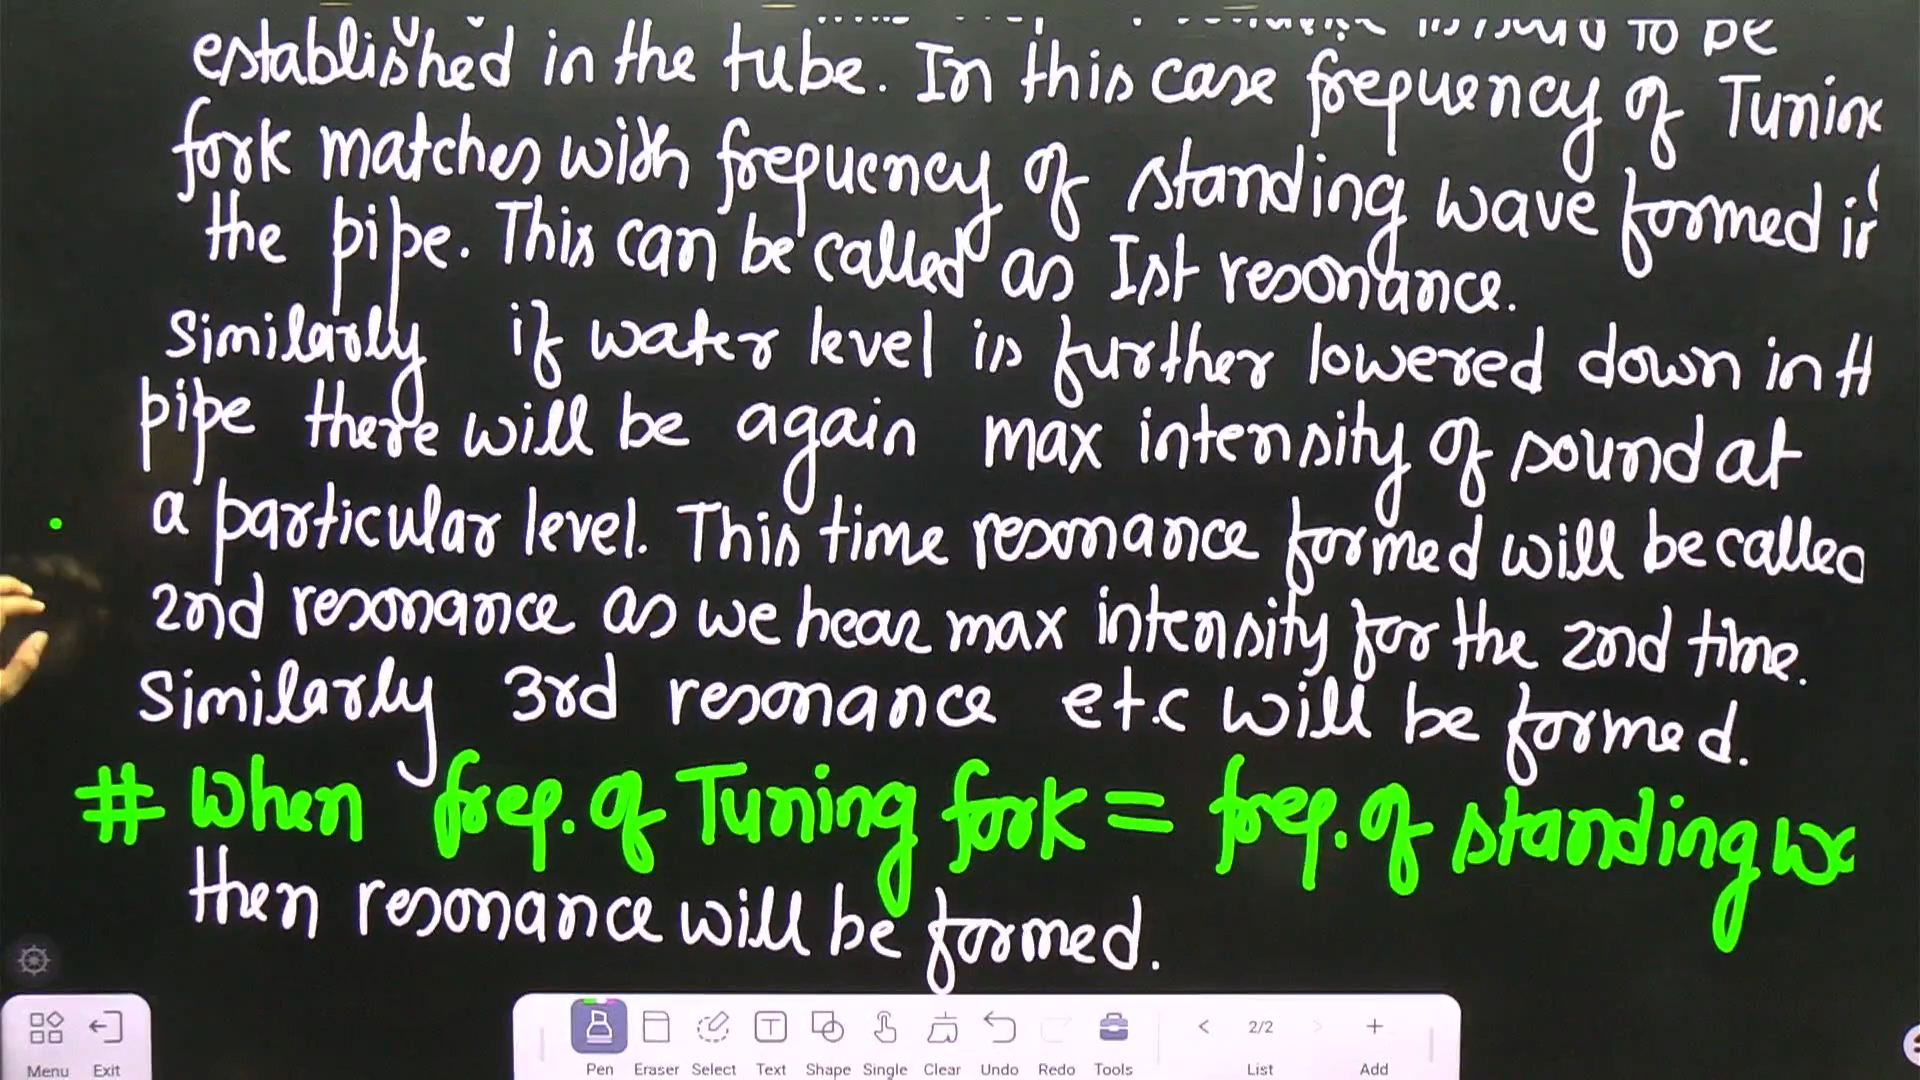 to be
established in the tube. In this case frequency of Tuning
fork matches with frequency of standing wave formed in
the pipe. This can be called as Ist resonance.
Similarly if water level is further lowered down in
pipe there will be again max intensity of sound at
a particular level. This time resonance formed will be called
2nd resonance as we hear max intensity for the 2nd time.
Similarly 3rd resonance etc will be formed.
# When freq. of Tuning fork = freq. of standing
then resonance will be formed.
Menu Exit Pen Eraser Select Text Shape Single Clear Undo Redo Tools < 2/2 > List + Add